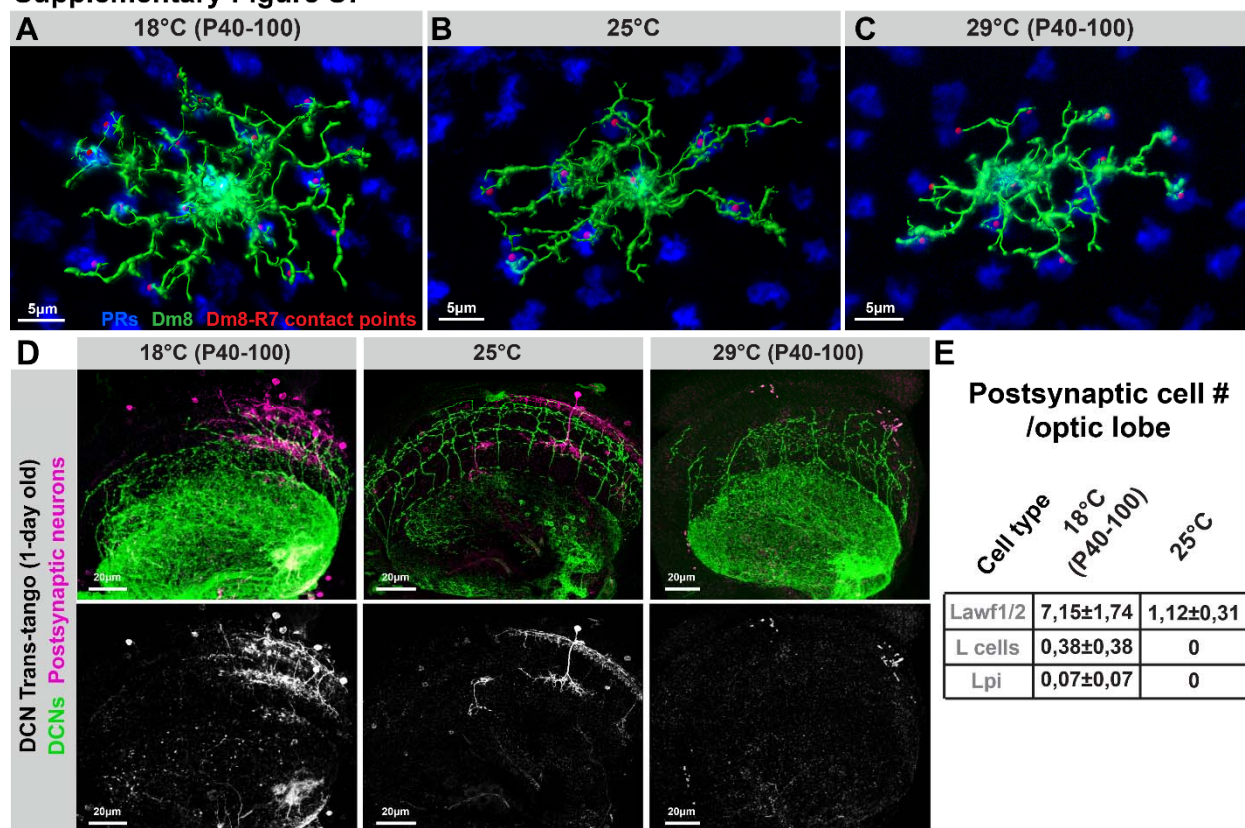 A 18°C (P40-100)
B 25°C
C 29°C (P40-100)
5µm
PRs Dm8 Dm8-R7 contact points
5µm
5µm
D 18°C (P40-100)
25°C
29°C (P40-100)
DCN Trans-tango (1-day old)
DCNs Postsynaptic neurons
20µm
20µm
20µm
20µm
20µm
20µm
E
Postsynaptic cell #
/optic lobe
Cell type 18°C (P40-100) 25°C
Lawf1/2 7,15±1,74 1,12±0,31
L cells 0,38±0,38 0
Lpi 0,07±0,07 0